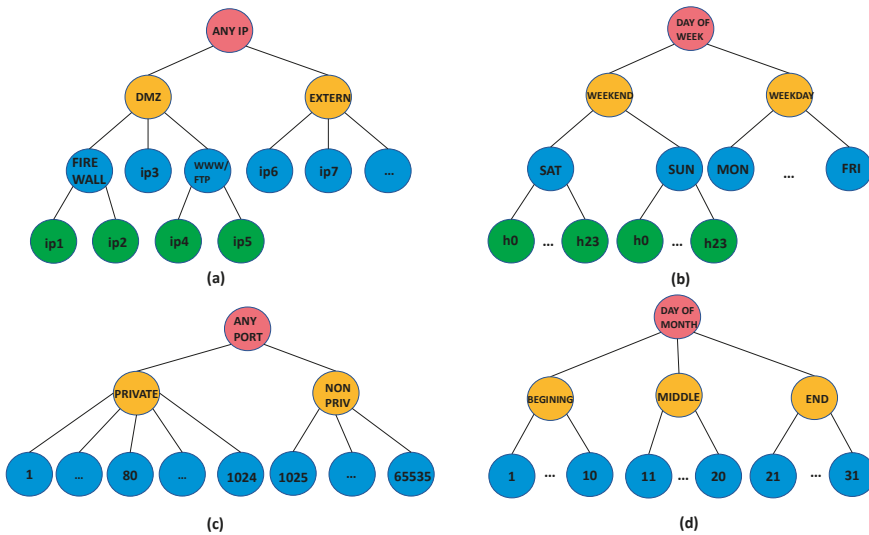 ANY IP
DMZ
EXTERN
FIRE
WALL
ip3
WWW/
FTP
ip6
ip7
...
ip1
ip2
ip4
ip5
(a)
DAY OF
WEEK
WEEKEND
WEEKDAY
SAT
SUN
MON
...
FRI
h0
...
h23
h0
...
h23
(b)
ANY
PORT
PRIVATE
NON
PRIV
1
...
80
...
1024
1025
...
65535
(c)
DAY OF
MONTH
BEGINING
MIDDLE
END
1
...
10
11
...
20
21
...
31
(d)